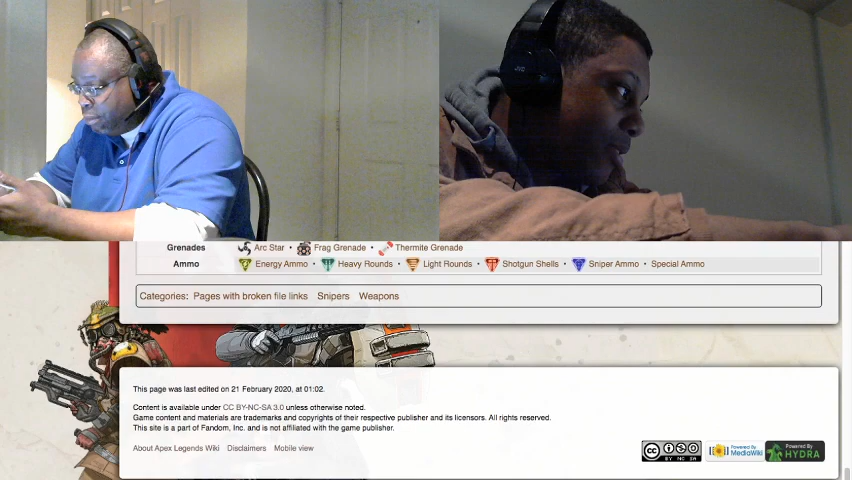 JVC
Grenades Arc Star • Frag Grenade • Thermite Grenade
Ammo Energy Ammo • Heavy Rounds • Light Rounds • Shotgun Shells • Sniper Ammo • Special Ammo
Categories: Pages with broken file links Snipers Weapons
This page was last edited on 21 February 2020, at 01:02.
Content is available under CC BY-NC-SA 3.0 unless otherwise noted.
Game content and materials are trademarks and copyrights of their respective publisher and its licensors. All rights reserved.
This site is a part of Fandom, Inc. and is not affiliated with the game publisher.
About Apex Legends Wiki Disclaimers Mobile view
cc BY NC SA Powered By MediaWiki Powered By HYDRA